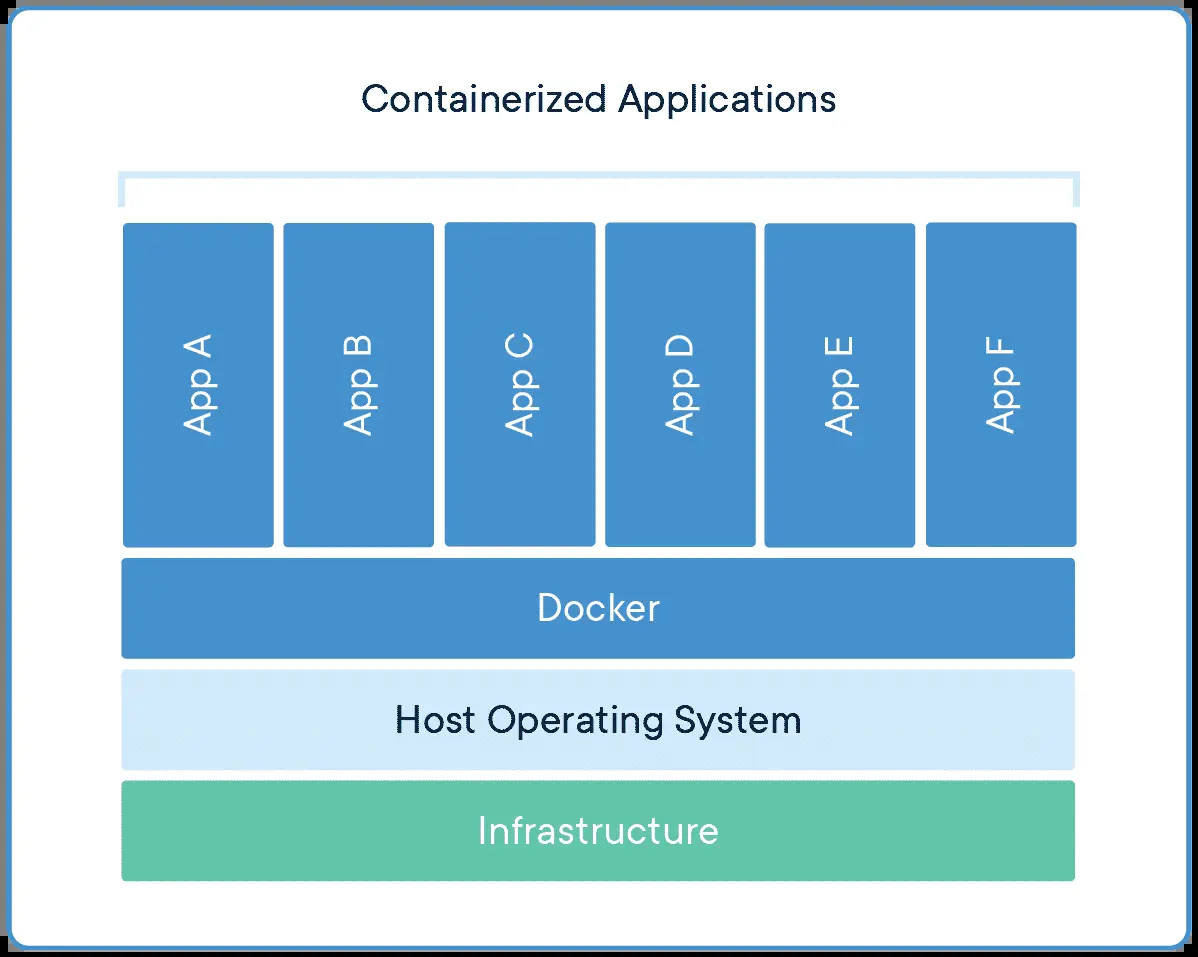 Containerized Applications
App A
App B
App C
App D
App E
App F
Docker
Host Operating System
Infrastructure